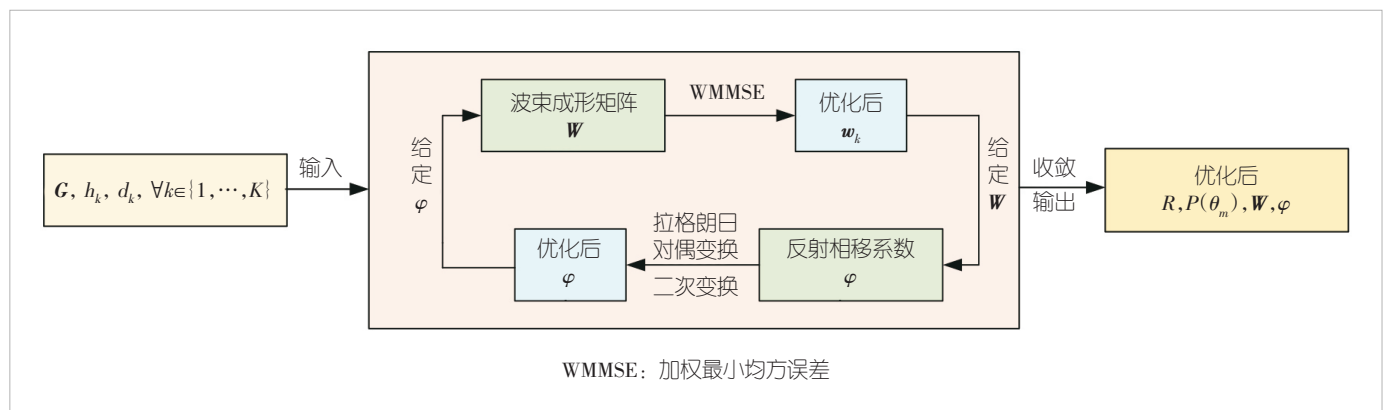 G, h_k, d_k, ∀k∈{1,⋯,K}
输入
给定
φ
波束成形矩阵
W
WMMSE
优化后
w_k
给定
W
反射相移系数
φ
拉格朗日
对偶变换
二次变换
优化后
φ
收敛
输出
优化后
R,P(θ_m),W,φ
WMMSE：加权最小均方误差